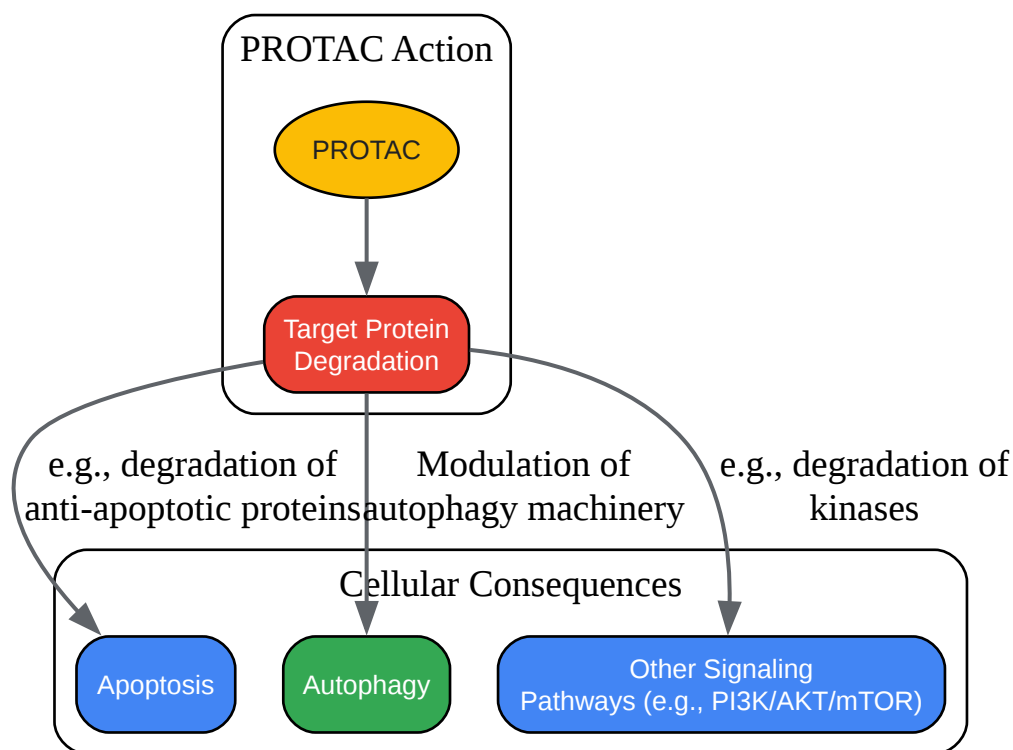 PROTAC Action
PROTAC
Target Protein
Degradation
e.g., degradation of
anti-apoptotic proteins
Modulation of
autophagy machinery
e.g., degradation of
kinases
Cellular Consequences
Apoptosis
Autophagy
Other Signaling
Pathways (e.g., PI3K/AKT/mTOR)